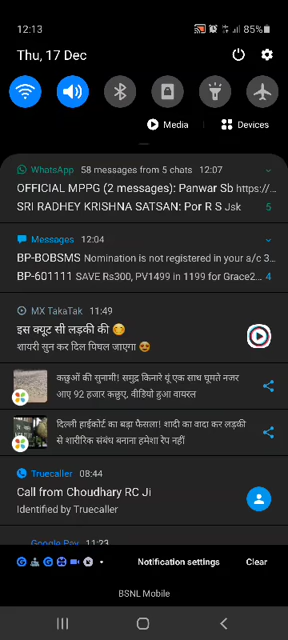 12:13
85%
Thu, 17 Dec
Media
Devices
WhatsApp 58 messages from 5 chats 12:07
OFFICIAL MPPG (2 messages): Panwar Sb https:/...
SRI RADHEY KRISHNA SATSAN: Por R S Jsk 5
Messages 12:04
BP-BOBSMS Nomination is not registered in your a/c 3...
BP-601111 SAVE Rs300, PV1499 in 1199 for Grace2... 4
MX TakaTak 11:49
इस क्यूट सी लड़की की 🤭
शायरी सुन कर दिल पिघल जाएगा 😍
कछुओं की सुनामी! समुद्र किनारे यूं एक साथ घूमते नजर
आए 92 हजार कछुए, वीडियो हुआ वायरल
दिल्ली हाईकोर्ट का बड़ा फैसला! शादी का वादा कर लड़की
से शारीरिक संबंध बनाना हमेशा रेप नहीं
Truecaller 08:44
Call from Choudhary RC Ji
Identified by Truecaller
Google Pay 11:23
Notification settings
Clear
BSNL Mobile